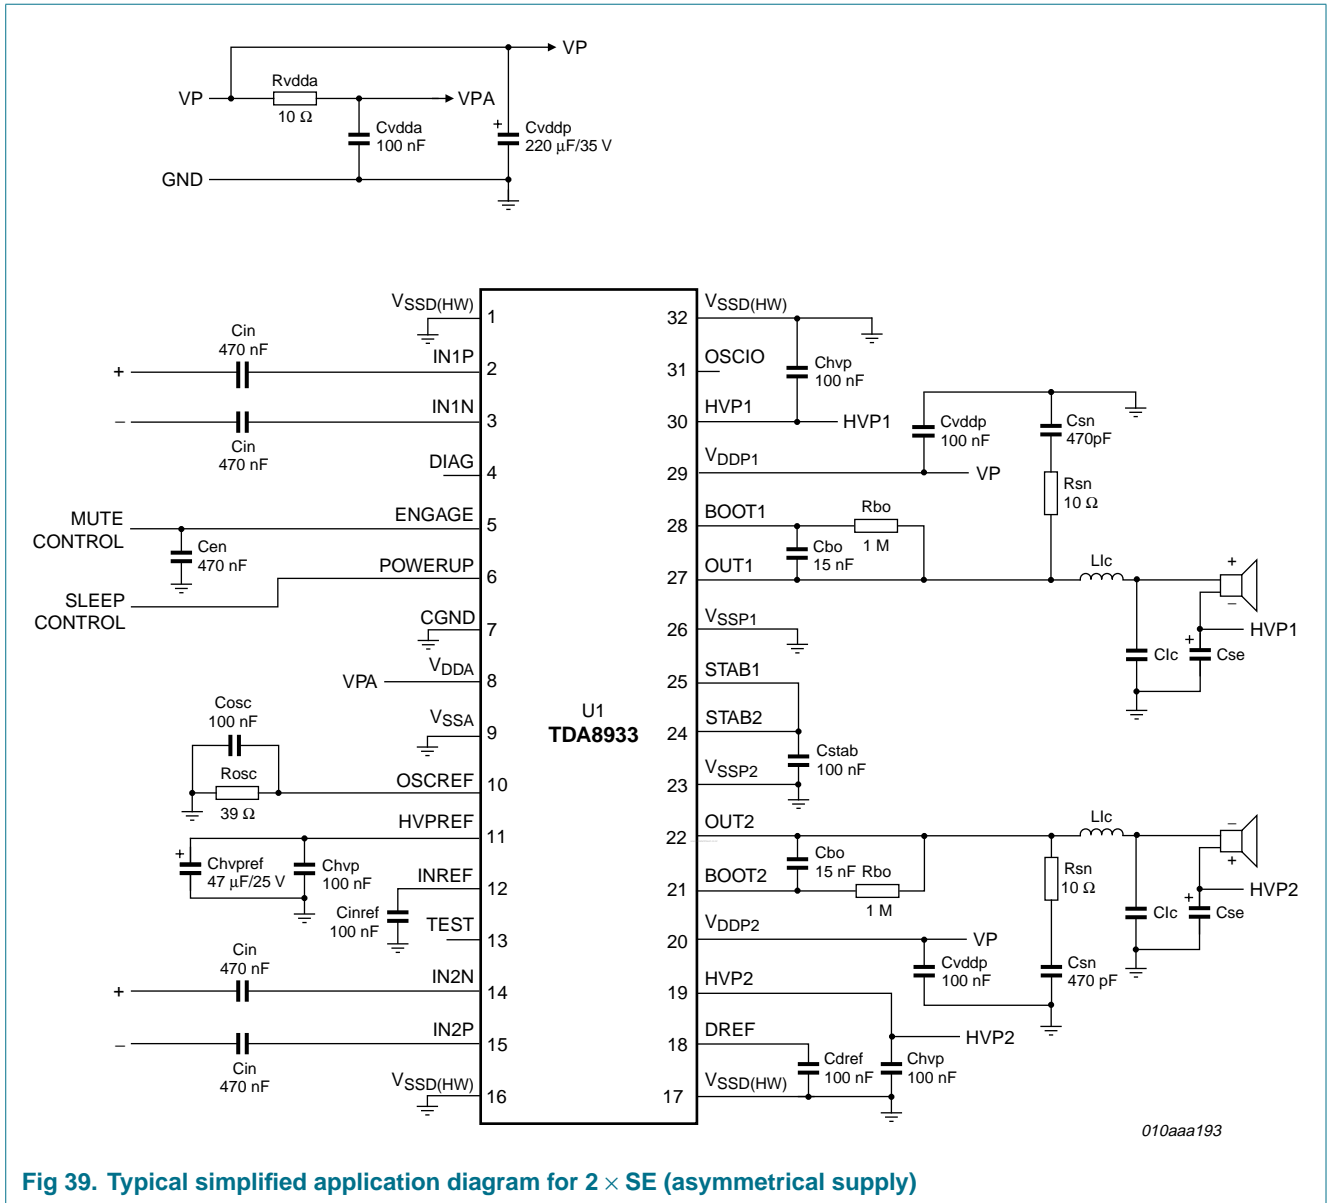 VP
Rvdda
VP
10 Ω
VPA
Cvdda
100 nF
+
Cvddp
220 μF/35 V
GND
VSSD(HW)
1
Cin
470 nF
IN1P
+
2
IN1N
−
3
Cin
470 nF
DIAG
4
MUTE
CONTROL
ENGAGE
5
Cen
470 nF
POWERUP
6
SLEEP
CONTROL
CGND
7
VDDA
VPA
8
Cosc
100 nF
VSSA
9
Rosc
39 Ω
OSCREF
10
HVPREF
11
+
Chvpref
47 μF/25 V
Chvp
100 nF
INREF
12
Cinref
100 nF
TEST
13
Cin
470 nF
IN2N
+
14
IN2P
−
15
Cin
470 nF
VSSD(HW)
16
U1
TDA8933
VSSD(HW)
32
OSCIO
31
Chvp
100 nF
HVP1
30
HVP1
Cvddp
100 nF
Csn
470pF
VDDP1
29
VP
Rsn
10 Ω
BOOT1
28
Rbo
1 M
Cbo
15 nF
OUT1
27
Llc
+
−
VSSP1
26
HVP1
Clc
+
Cse
STAB1
25
STAB2
24
Cstab
100 nF
VSSP2
23
OUT2
22
Llc
−
+
Cbo
15 nF
Rbo
1 M
Rsn
10 Ω
BOOT2
21
HVP2
Clc
+
Cse
VDDP2
20
VP
Cvddp
100 nF
Csn
470 pF
HVP2
19
HVP2
DREF
18
Cdref
100 nF
Chvp
100 nF
VSSD(HW)
17
010aaa193
Fig 39. Typical simplified application diagram for 2 × SE (asymmetrical supply)